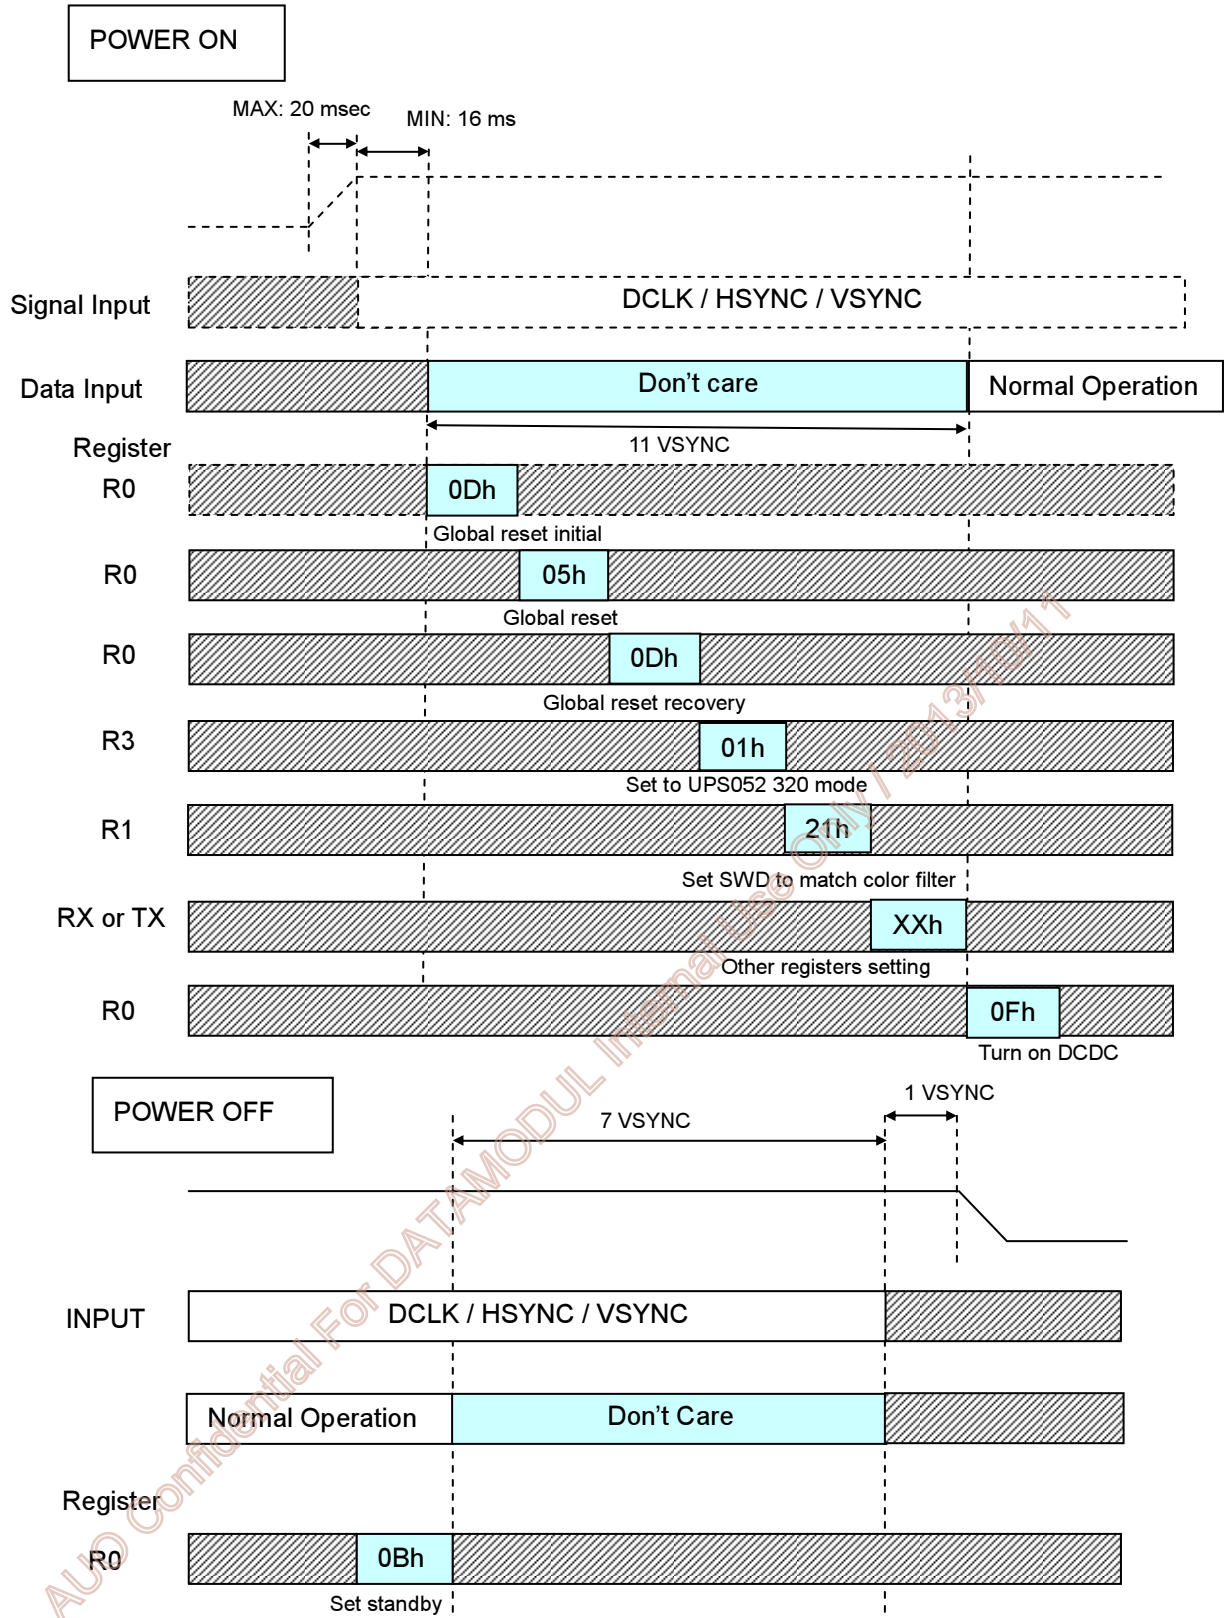 POWER ON
MAX: 20 msec
MIN: 16 ms
Signal Input
DCLK / HSYNC / VSYNC
Data Input
Don't care
Normal Operation
11 VSYNC
Register
R0
0Dh
Global reset initial
R0
05h
Global reset
R0
0Dh
Global reset recovery
R3
01h
Set to UPS052 320 mode
R1
21h
Set SWD to match color filter
RX or TX
XXh
Other registers setting
R0
0Fh
Turn on DCDC
POWER OFF
7 VSYNC
1 VSYNC
INPUT
DCLK / HSYNC / VSYNC
Normal Operation
Don't Care
Register
R0
0Bh
Set standby
AUO Confidential For DATAMODUL Internal Use Only / 2013/10/11